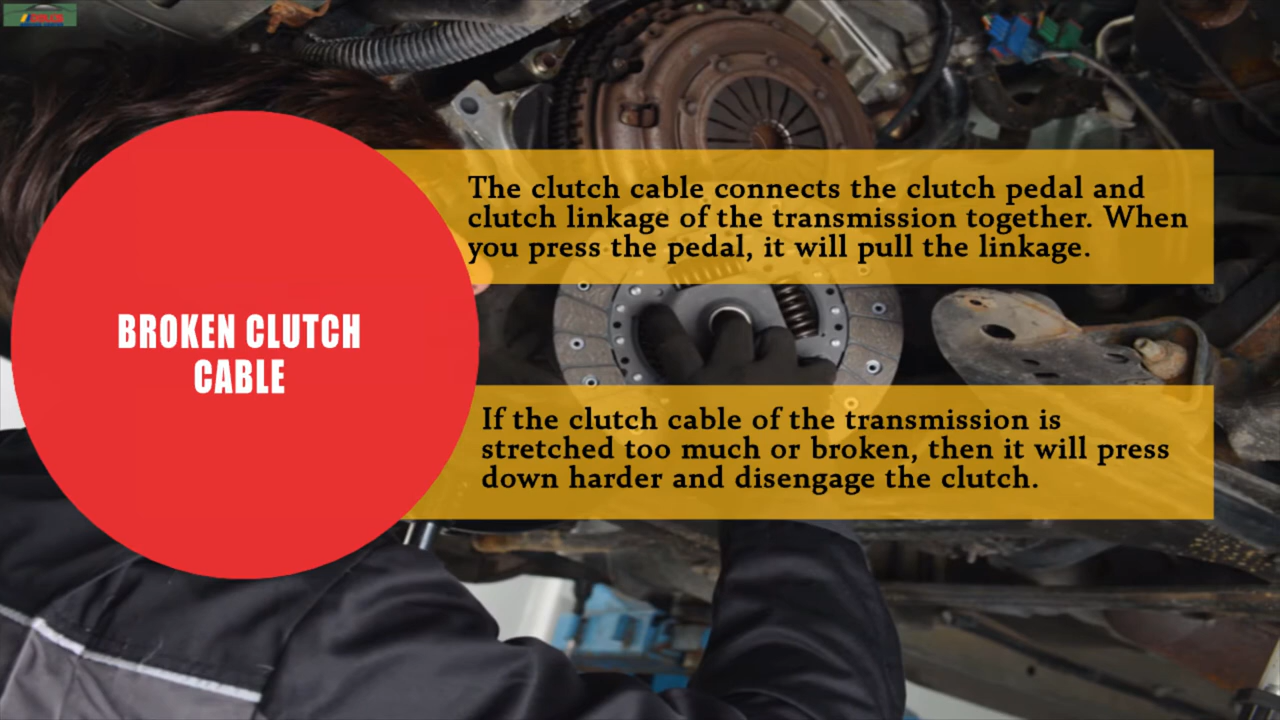 BROKEN CLUTCH
CABLE
The clutch cable connects the clutch pedal and
clutch linkage of the transmission together. When
you press the pedal, it will pull the linkage.
If the clutch cable of the transmission is
stretched too much or broken, then it will press
down harder and disengage the clutch.